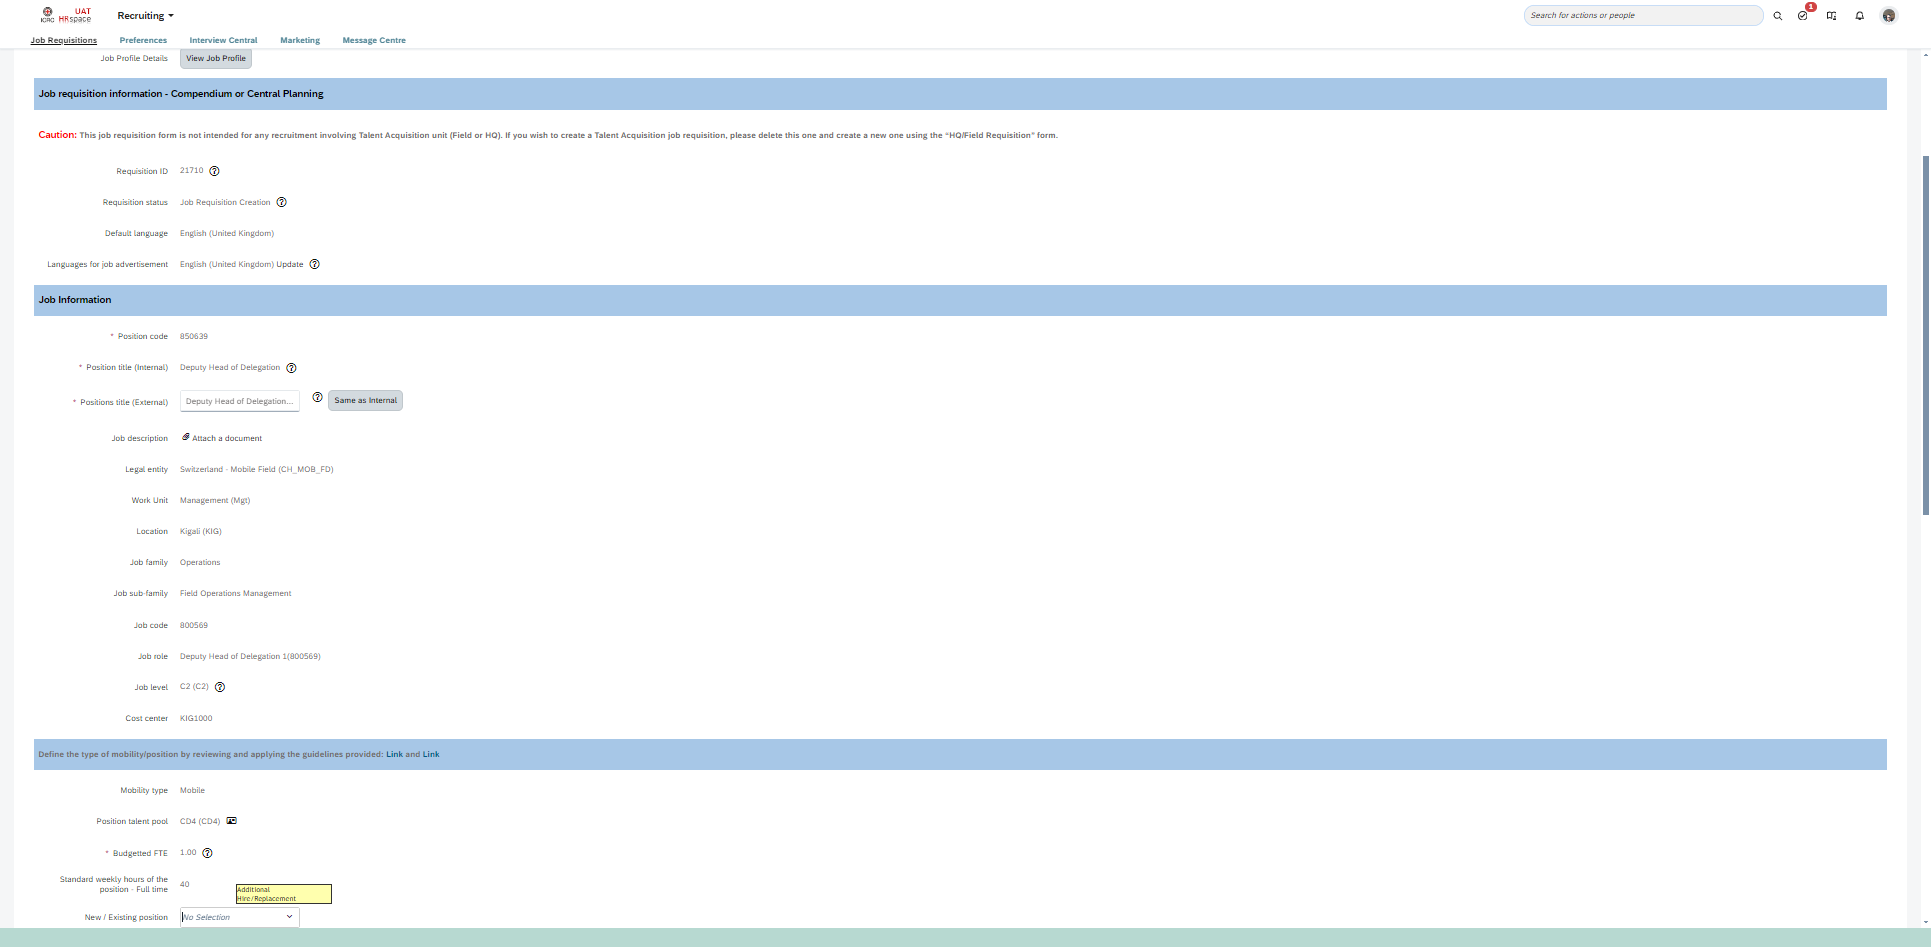 ICRC UAT HRspace Recruiting Search for actions or people 1
Job Requisitions Preferences Interview Central Marketing Message Centre
Job Profile Details View Job Profile
Job requisition information - Compendium or Central Planning
Caution: This job requisition form is not intended for any recruitment involving Talent Acquisition unit (Field or HQ). If you wish to create a Talent Acquisition job requisition, please delete this one and create a new one using the "HQ/Field Requisition" form.
Requisition ID 21710
Requisition status Job Requisition Creation
Default language English (United Kingdom)
Languages for job advertisement English (United Kingdom) Update
Job Information
* Position code 850639
* Position title (Internal) Deputy Head of Delegation
* Positions title (External) Deputy Head of Delegation... Same as Internal
Job description Attach a document
Legal entity Switzerland - Mobile Field (CH_MOB_FD)
Work Unit Management (Mgt)
Location Kigali (KIG)
Job family Operations
Job sub-family Field Operations Management
Job code 800569
Job role Deputy Head of Delegation 1(800569)
Job level C2 (C2)
Cost center KIG1000
Define the type of mobility/position by reviewing and applying the guidelines provided: Link and Link
Mobility type Mobile
Position talent pool CD4 (CD4)
* Budgetted FTE 1.00
Standard weekly hours of the
position - Full time 40
Additional
Hire/Replacement
New / Existing position No Selection